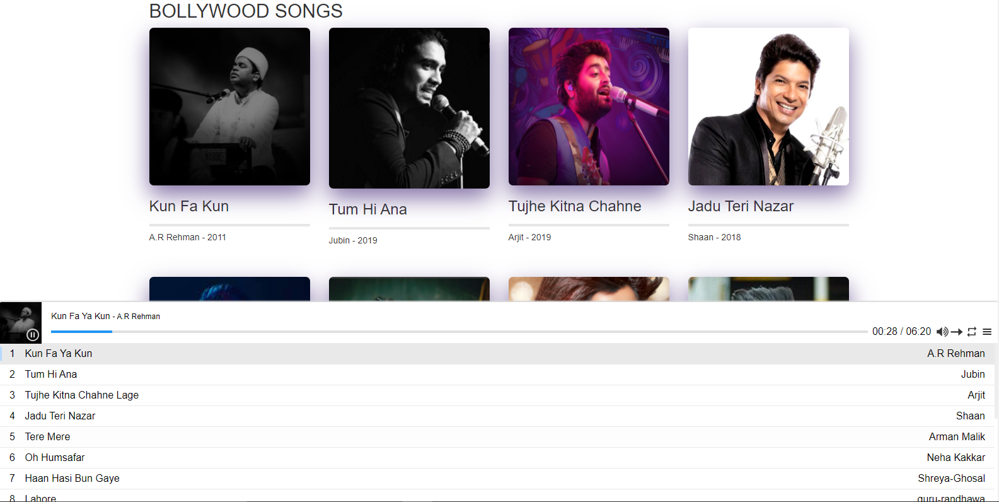 BOLLYWOOD SONGS
Kun Fa Kun
Tum Hi Ana
Tujhe Kitna Chahne
Jadu Teri Nazar
A.R Rehman - 2011
Jubin - 2019
Arjit - 2019
Shaan - 2018
Kun Fa Ya Kun - A.R Rehman
00:28 / 06:20
1 Kun Fa Ya Kun A.R Rehman
2 Tum Hi Ana Jubin
3 Tujhe Kitna Chahne Lage Arjit
4 Jadu Teri Nazar Shaan
5 Tere Mere Arman Malik
6 Oh Humsafar Neha Kakkar
7 Haan Hasi Bun Gaye Shreya-Ghosal
8 Lahore guru-randhawa